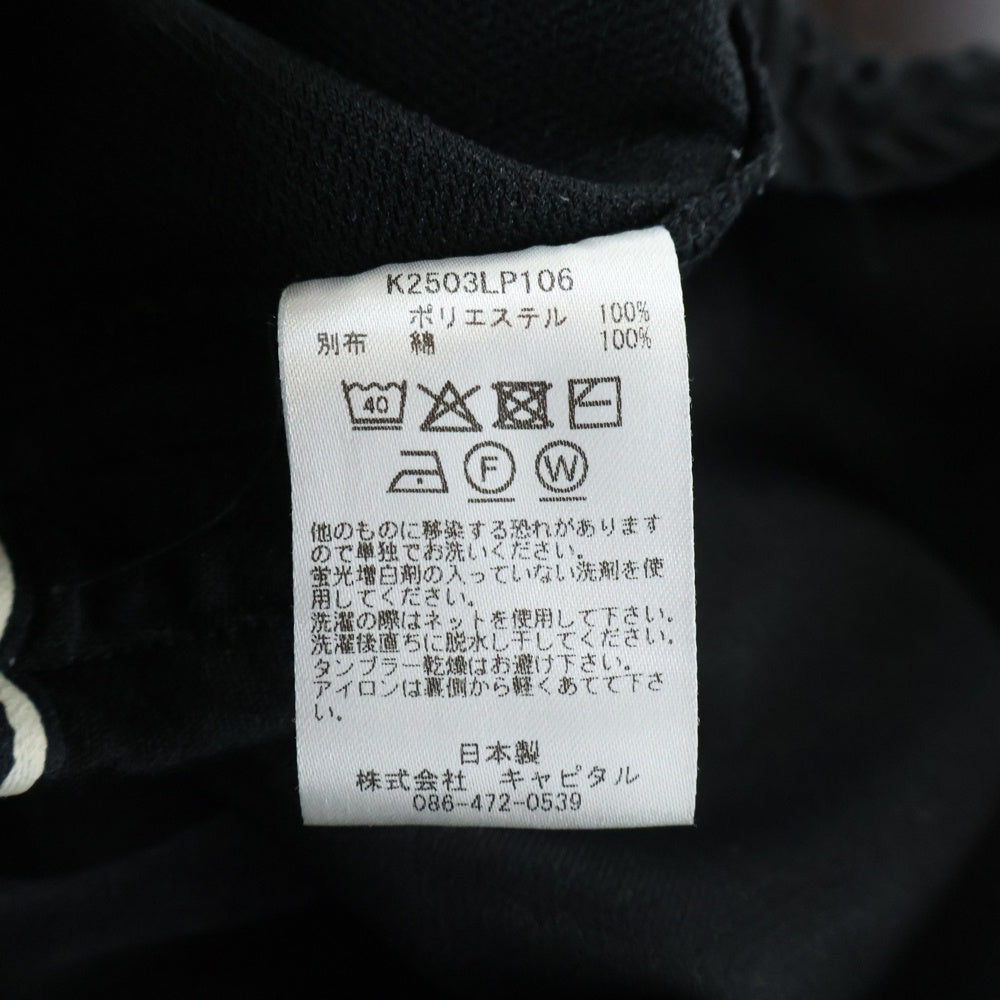 K2503LP106
ポリエステル 100%
別布 綿 100%
40
F W
他のものに移染する恐れがあります
ので単独でお洗いください。
蛍光増白剤の入っていない洗剤を使
用してください。
洗濯の際はネットを使用して下さい。
洗濯後直ちに脱水し干してください。
タンブラー乾燥はお避け下さい。
アイロンは裏側から軽くあてて下さ
い。
日本製
株式会社 キャピタル
086-472-0539